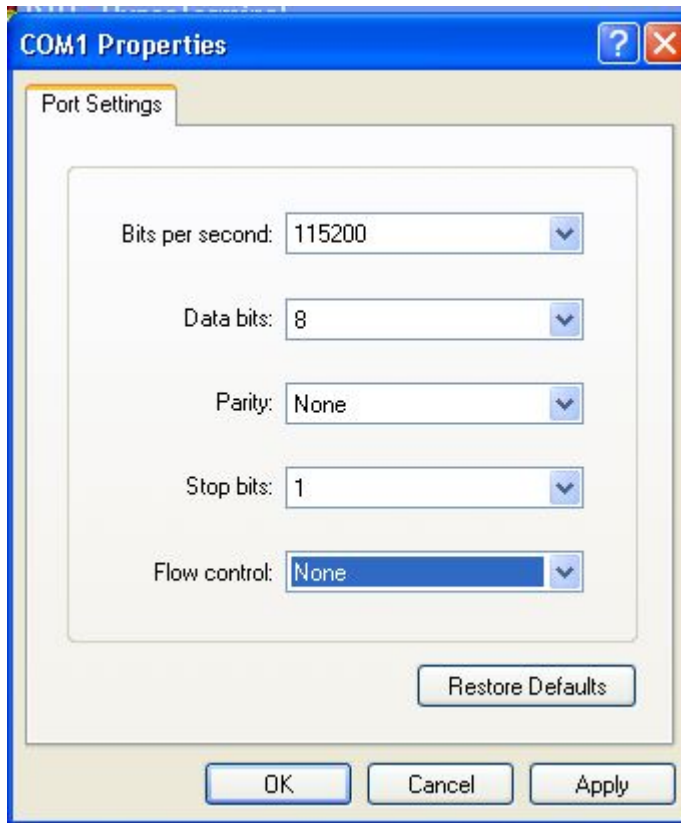 COM1 Properties
Port Settings
Bits per second: 115200
Data bits: 8
Parity: None
Stop bits: 1
Flow control: None
Restore Defaults
OK Cancel Apply